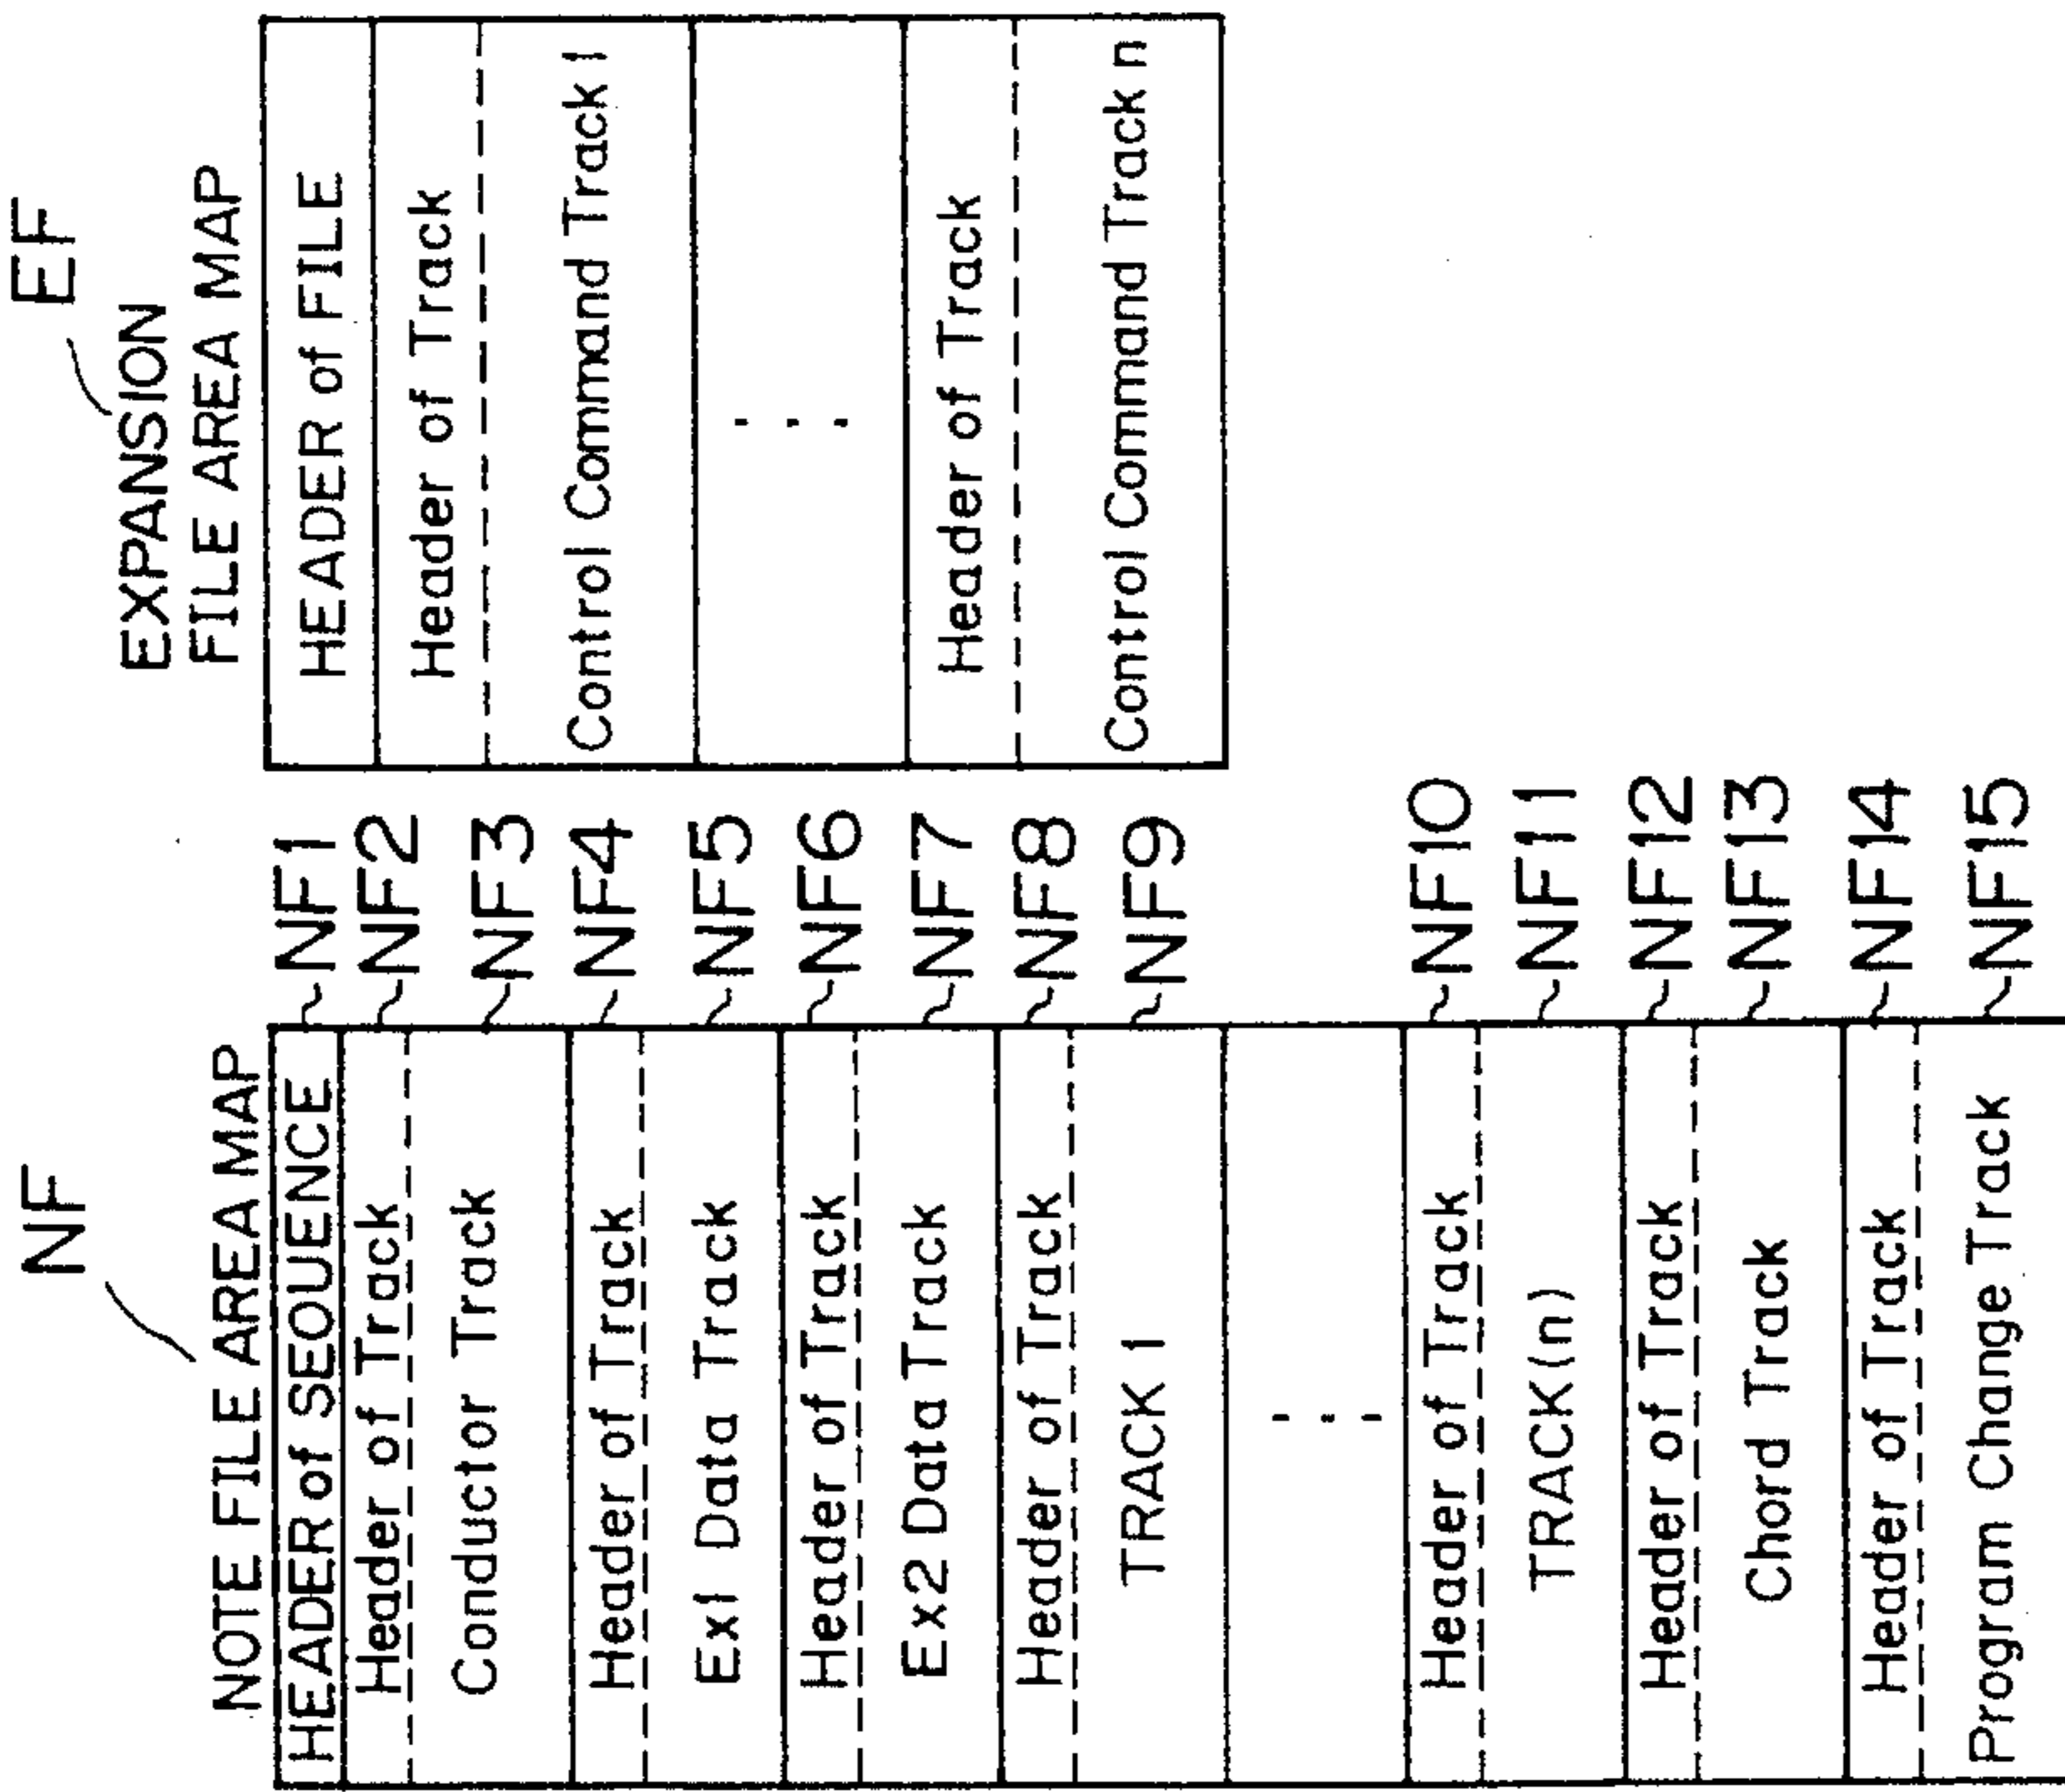 NF
NOTE FILE AREA MAP
HEADER of SEQUENCE
NF1
Header of Track
NF2
Conductor Track
NF3
Header of Track
NF4
Ex1 Data Track
NF5
Header of Track
NF6
Ex2 Data Track
NF7
Header of Track
NF8
TRACK 1
NF9
...
Header of Track
NF10
TRACK(n)
NF11
Header of Track
NF12
Chord Track
NF13
Header of Track
NF14
Program Change Track
NF15
EF
EXPANSION
FILE AREA MAP
HEADER of FILE
Header of Track
Control Command Track 1
...
Header of Track
Control Command Track n